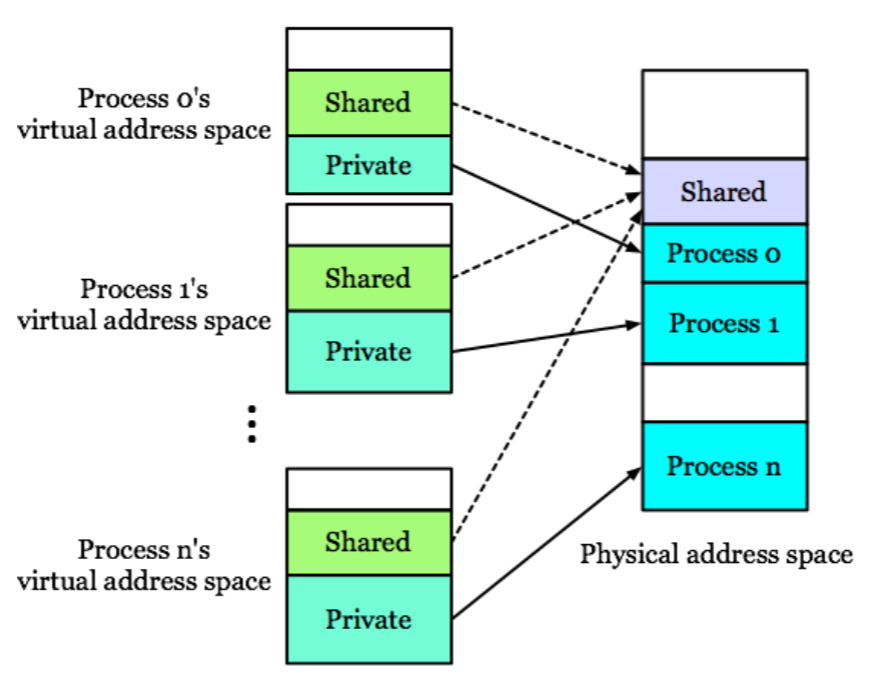 Process 0's
virtual address space
Shared
Private
Process 1's
virtual address space
Shared
Private
Process n's
virtual address space
Shared
Private
Shared
Process 0
Process 1
Process n
Physical address space